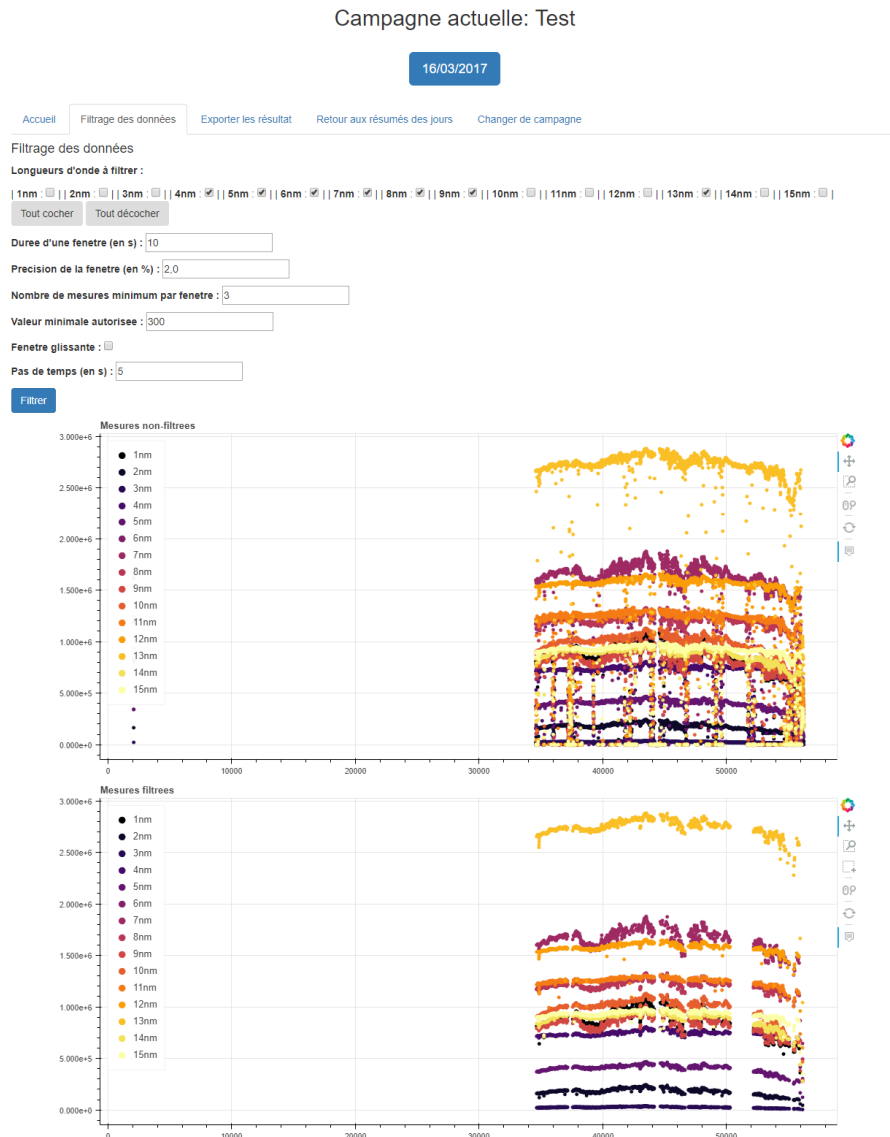 Campagne actuelle: Test
16/03/2017
Accueil Filtrage des données Exporter les résultat Retour aux résumés des jours Changer de campagne
Filtrage des données
Longueurs d'onde à filtrer :
| 1nm : | | 2nm : | | 3nm : | | 4nm : | | 5nm : | | 6nm : | | 7nm : | | 8nm : | | 9nm : | | 10nm : | | 11nm : | | 12nm : | | 13nm : | | 14nm : | | 15nm : |
Tout cocher Tout décocher
Duree d'une fenetre (en s) : 10
Precision de la fenetre (en %) : 2,0
Nombre de mesures minimum par fenetre : 3
Valeur minimale autorisee : 300
Fenetre glissante :
Pas de temps (en s) : 5
Filtrer
Mesures non-filtrees
3.000e+6
2.500e+6
2.000e+6
1.500e+6
1.000e+6
5.000e+5
0.000e+0
1nm
2nm
3nm
4nm
5nm
6nm
7nm
8nm
9nm
10nm
11nm
12nm
13nm
14nm
15nm
0 10000 20000 30000 40000 50000
Mesures filtrees
3.000e+6
2.500e+6
2.000e+6
1.500e+6
1.000e+6
5.000e+5
0.000e+0
1nm
2nm
3nm
4nm
5nm
6nm
7nm
8nm
9nm
10nm
11nm
12nm
13nm
14nm
15nm
0 10000 20000 30000 40000 50000